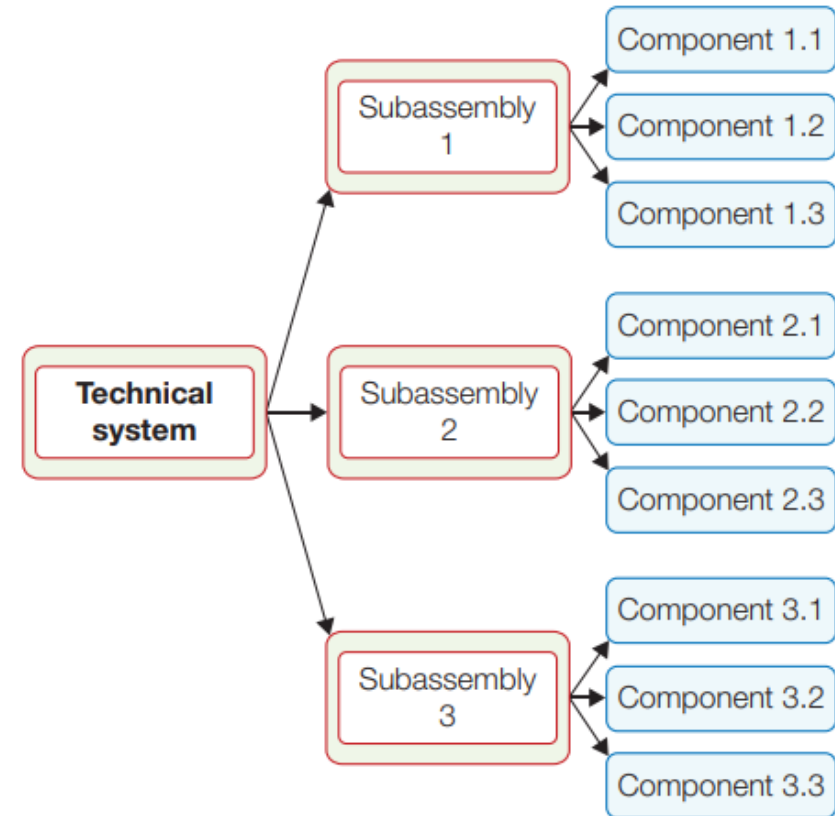 Technical
system
Subassembly
1
Component 1.1
Component 1.2
Component 1.3
Subassembly
2
Component 2.1
Component 2.2
Component 2.3
Subassembly
3
Component 3.1
Component 3.2
Component 3.3